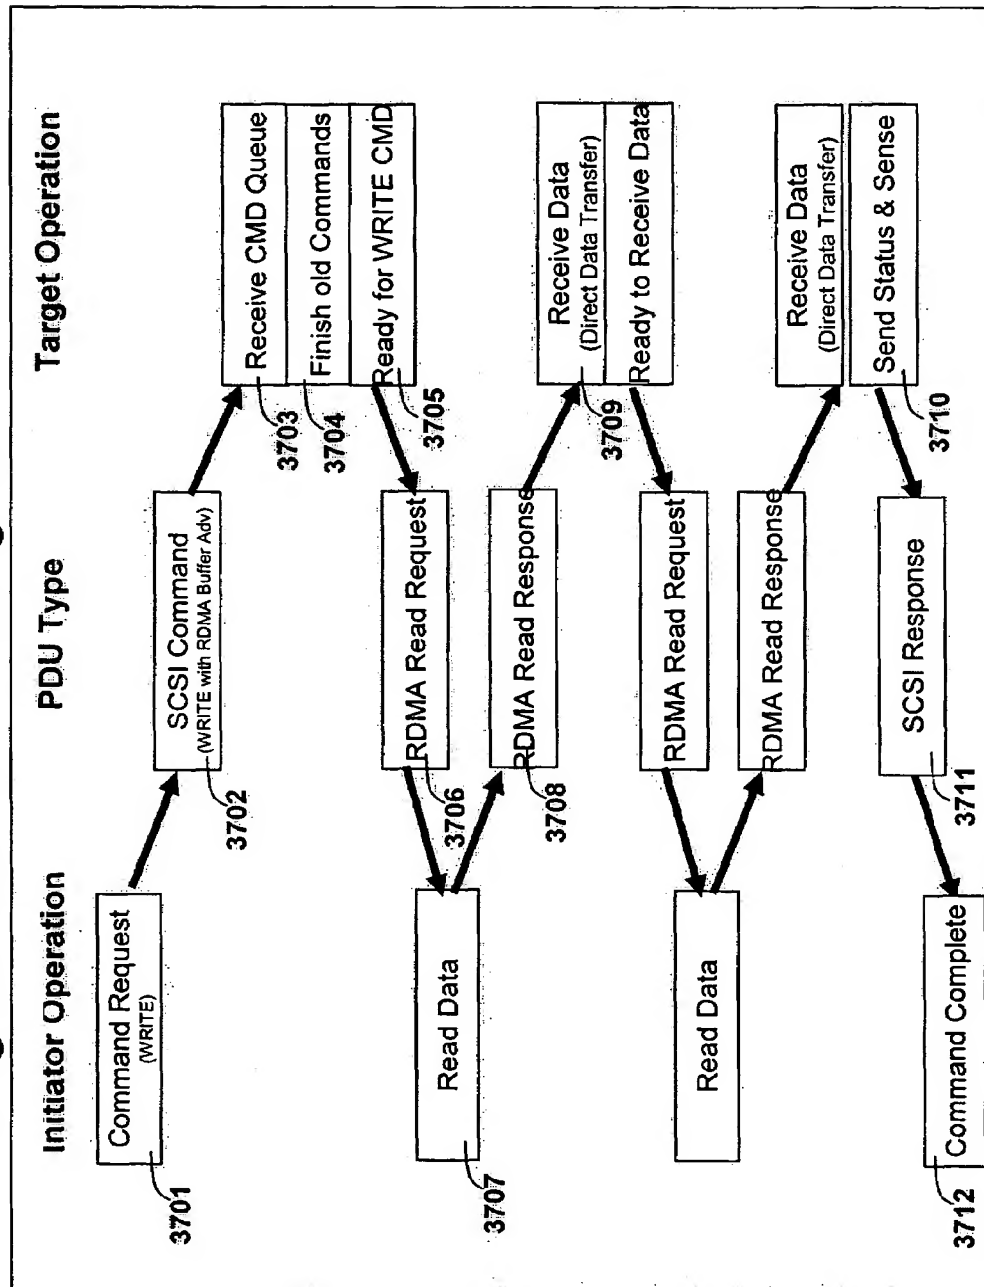 Initiator Operation
PDU Type
Target Operation
Command Request
(WRITE)
3701
SCSI Command
(WRITE with RDMA Buffer Adv)
3702
Receive CMD Queue
3703
Finish old Commands
3704
Ready for WRITE CMD
3705
RDMA Read Request
3706
Read Data
3707
RDMA Read Response
3708
Receive Data
(Direct Data Transfer)
3709
Ready to Receive Data
RDMA Read Request
Read Data
RDMA Read Response
Receive Data
(Direct Data Transfer)
Send Status & Sense
3710
SCSI Response
3711
Command Complete
3712